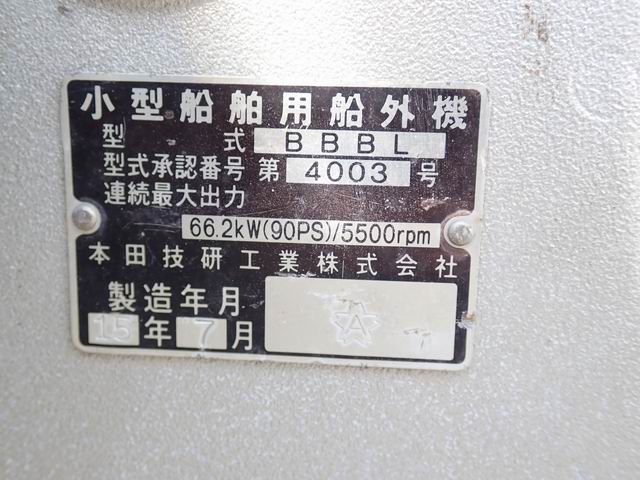 小型船舶用船外機
型式 BBBL
型式承認番号 第 4003 号
連続最大出力
66.2kW(90PS)/5500rpm
本田技研工業株式会社
製造年月
15年7月
A